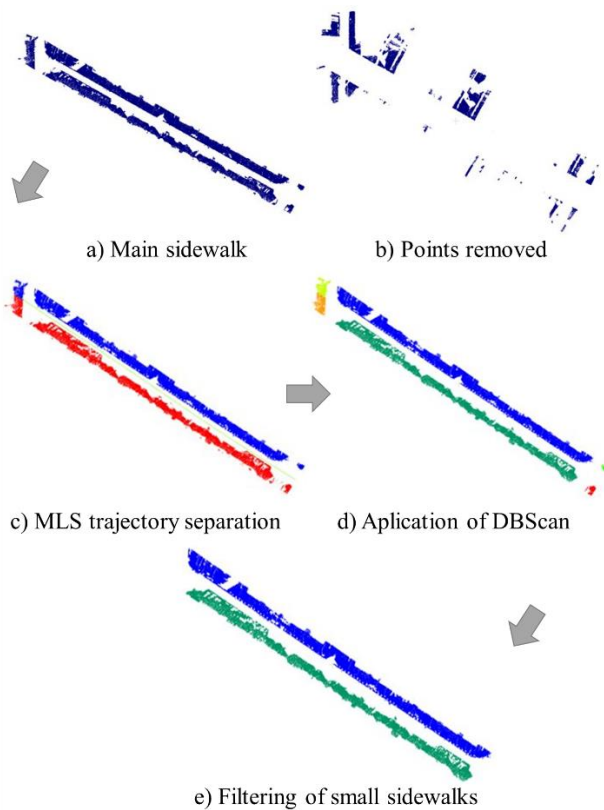 a) Main sidewalk
b) Points removed
c) MLS trajectory separation
d) Aplication of DBScan
e) Filtering of small sidewalks